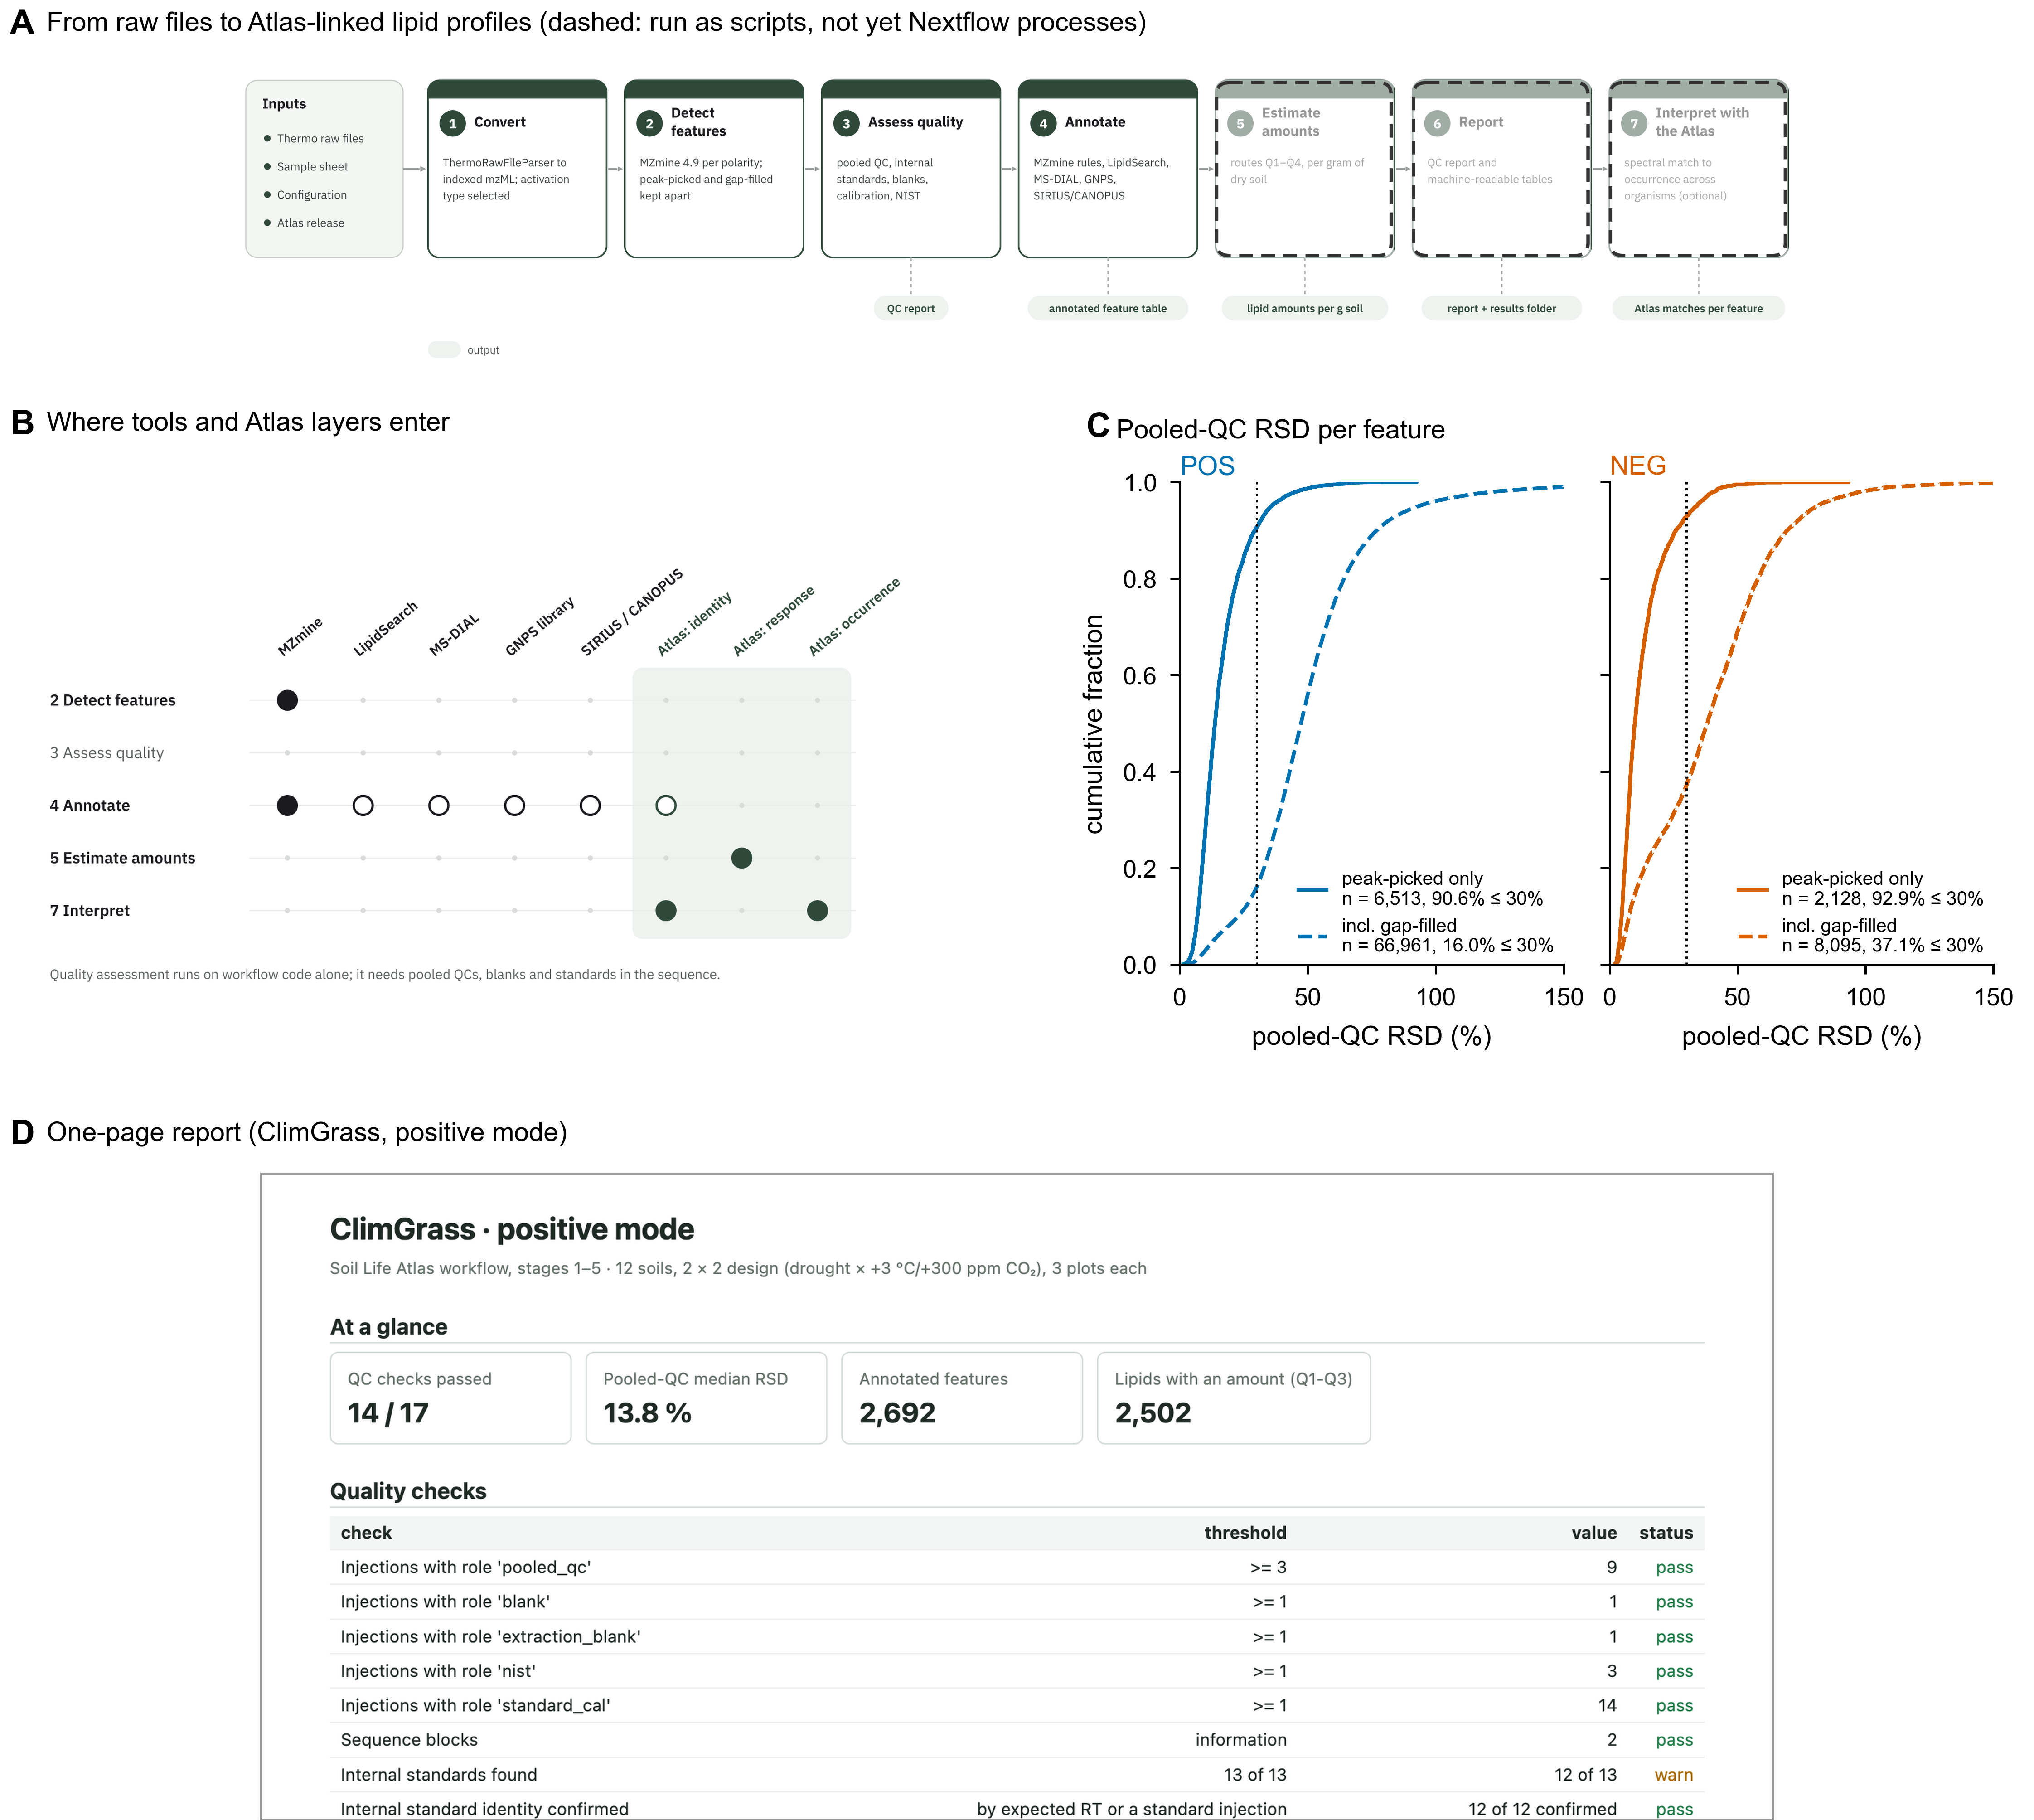 A From raw files to Atlas-linked lipid profiles (dashed: run as scripts, not yet Nextflow processes)
Inputs
Thermo raw files
Sample sheet
Configuration
Atlas release
1 Convert
ThermoRawFileParser to
indexed mzML; activation
type selected
2 Detect
features
MZmine 4.9 per polarity;
peak-picked and gap-filled
kept apart
3 Assess quality
pooled QC, internal
standards, blanks,
calibration, NIST
4 Annotate
MZmine rules, LipidSearch,
MS-DIAL, GNPS,
SIRIUS/CANOPUS
5 Estimate
amounts
routes Q1–Q4, per gram of
dry soil
6 Report
QC report and
machine-readable tables
7 Interpret with
the Atlas
spectral match to
occurrence across
organisms (optional)
QC report
annotated feature table
lipid amounts per g soil
report + results folder
Atlas matches per feature
output
B Where tools and Atlas layers enter
MZmine
LipidSearch
MS-DIAL
GNPS library
SIRIUS / CANOPUS
Atlas: identity
Atlas: response
Atlas: occurrence
2 Detect features
3 Assess quality
4 Annotate
5 Estimate amounts
7 Interpret
Quality assessment runs on workflow code alone; it needs pooled QCs, blanks and standards in the sequence.
C Pooled-QC RSD per feature
POS
1.0
0.8
0.6
0.4
0.2
0.0
cumulative fraction
peak-picked only
n = 6,513, 90.6% ≤ 30%
incl. gap-filled
n = 66,961, 16.0% ≤ 30%
0 50 100 150
pooled-QC RSD (%)
NEG
peak-picked only
n = 2,128, 92.9% ≤ 30%
incl. gap-filled
n = 8,095, 37.1% ≤ 30%
0 50 100 150
pooled-QC RSD (%)
D One-page report (ClimGrass, positive mode)
ClimGrass · positive mode
Soil Life Atlas workflow, stages 1–5 · 12 soils, 2 × 2 design (drought × +3 °C/+300 ppm CO₂), 3 plots each
At a glance
QC checks passed
14 / 17
Pooled-QC median RSD
13.8 %
Annotated features
2,692
Lipids with an amount (Q1-Q3)
2,502
Quality checks
check threshold value status
Injections with role 'pooled_qc' >= 3 9 pass
Injections with role 'blank' >= 1 1 pass
Injections with role 'extraction_blank' >= 1 1 pass
Injections with role 'nist' >= 1 3 pass
Injections with role 'standard_cal' >= 1 14 pass
Sequence blocks information 2 pass
Internal standards found 13 of 13 12 of 13 warn
Internal standard identity confirmed by expected RT or a standard injection 12 of 12 confirmed pass